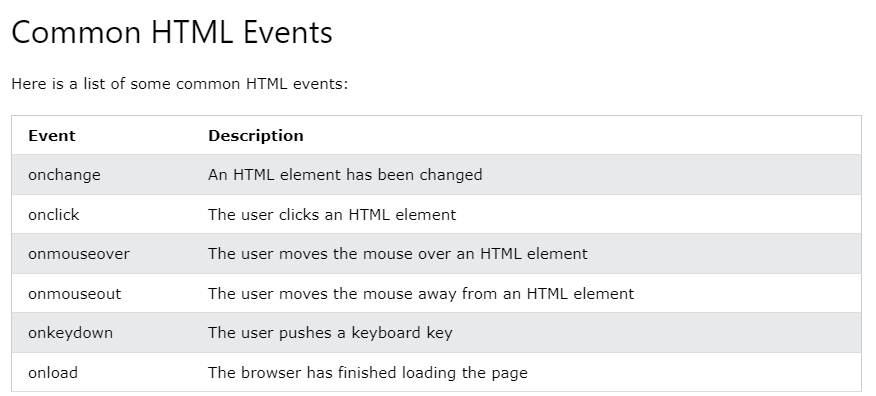 Common HTML Events
Here is a list of some common HTML events:
Event Description
onchange An HTML element has been changed
onclick The user clicks an HTML element
onmouseover The user moves the mouse over an HTML element
onmouseout The user moves the mouse away from an HTML element
onkeydown The user pushes a keyboard key
onload The browser has finished loading the page